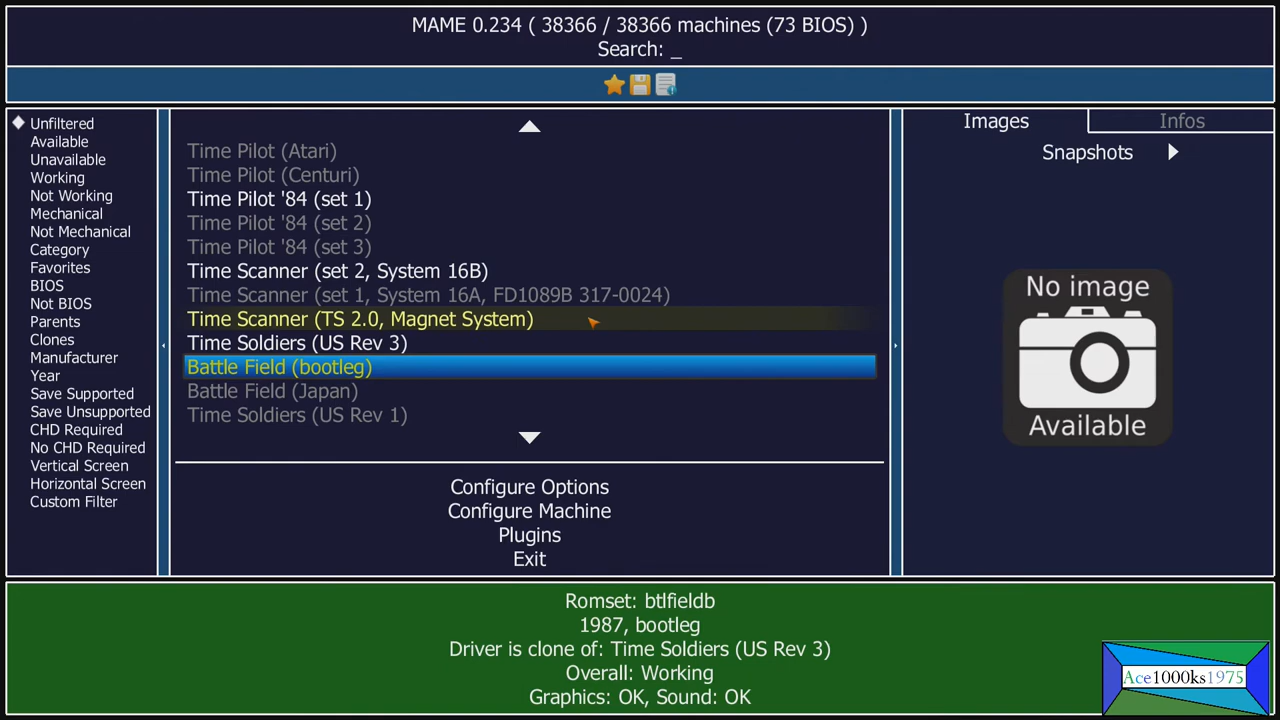 MAME 0.234 ( 38366 / 38366 machines (73 BIOS) )
Search: _
Unfiltered
Available
Unavailable
Working
Not Working
Mechanical
Not Mechanical
Category
Favorites
BIOS
Not BIOS
Parents
Clones
Manufacturer
Year
Save Supported
Save Unsupported
CHD Required
No CHD Required
Vertical Screen
Horizontal Screen
Custom Filter
Time Pilot (Atari)
Time Pilot (Centuri)
Time Pilot '84 (set 1)
Time Pilot '84 (set 2)
Time Pilot '84 (set 3)
Time Scanner (set 2, System 16B)
Time Scanner (set 1, System 16A, FD1089B 317-0024)
Time Scanner (TS 2.0, Magnet System)
Time Soldiers (US Rev 3)
Battle Field (bootleg)
Battle Field (Japan)
Time Soldiers (US Rev 1)
Configure Options
Configure Machine
Plugins
Exit
Images
Infos
Snapshots
No image
Available
Romset: btlfieldb
1987, bootleg
Driver is clone of: Time Soldiers (US Rev 3)
Overall: Working
Graphics: OK, Sound: OK
Ace1000ks1975